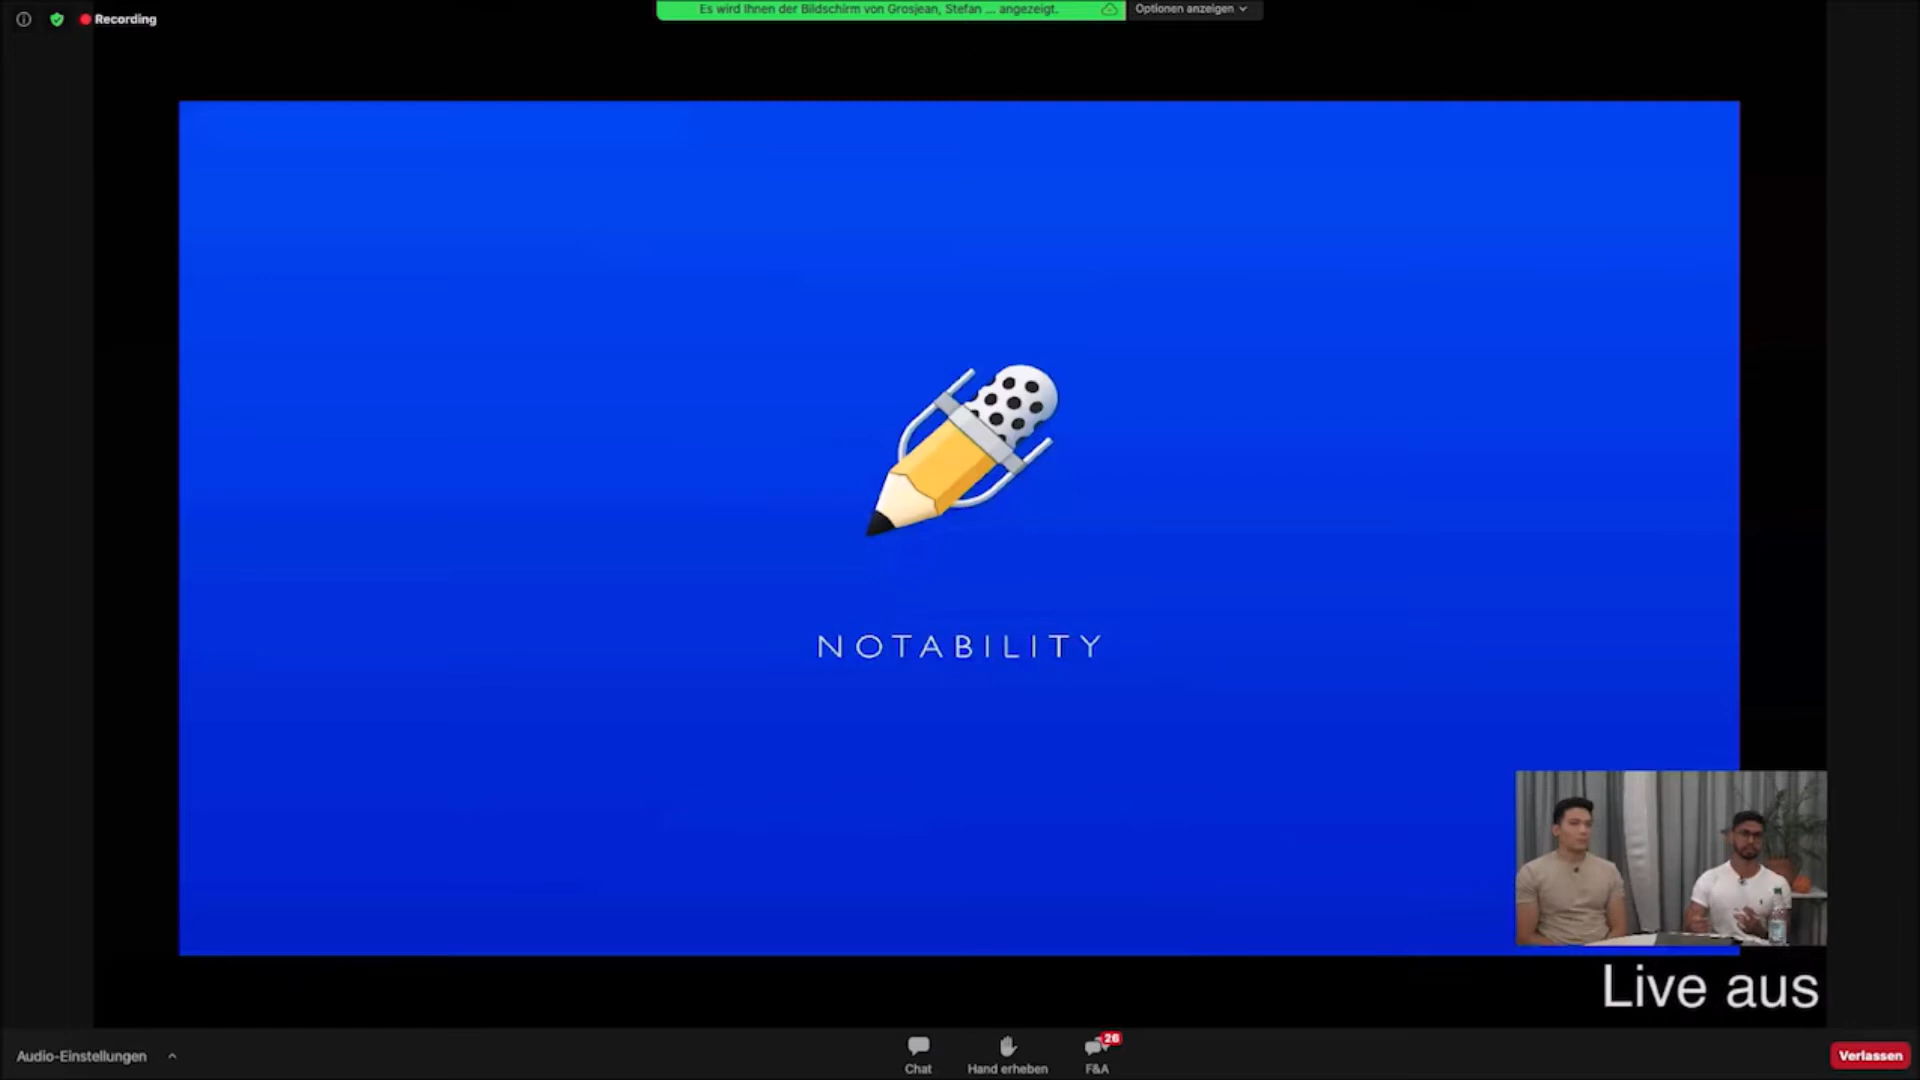 Recording
Es wird Ihnen der Bildschirm von Grosjean, Stefan ... angezeigt.
Optionen anzeigen
NOTABILITY
Live aus
Audio-Einstellungen
Chat
Hand erheben
26
F&A
Verlassen